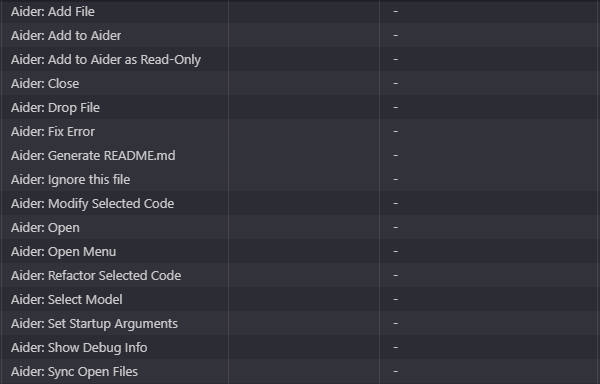 Aider: Add File -
Aider: Add to Aider -
Aider: Add to Aider as Read-Only -
Aider: Close -
Aider: Drop File -
Aider: Fix Error -
Aider: Generate README.md -
Aider: Ignore this file -
Aider: Modify Selected Code -
Aider: Open -
Aider: Open Menu -
Aider: Refactor Selected Code -
Aider: Select Model -
Aider: Set Startup Arguments -
Aider: Show Debug Info -
Aider: Sync Open Files -